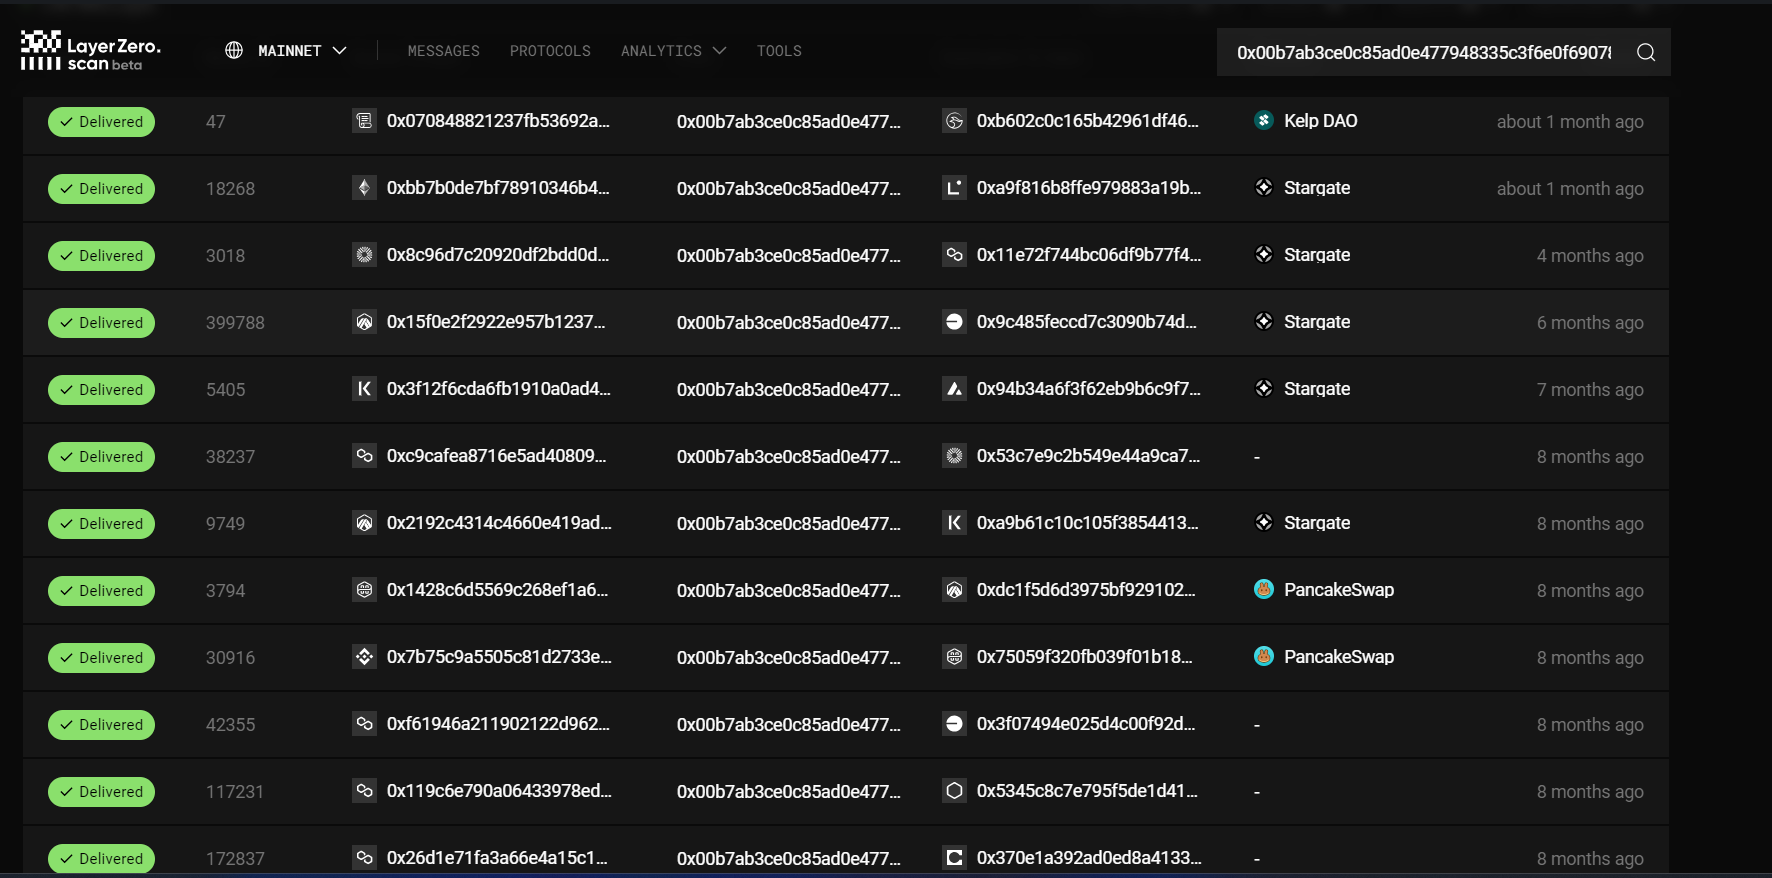 LayerZero.
scan beta
MAINNET
MESSAGES PROTOCOLS ANALYTICS TOOLS
0x00b7ab3ce0c85ad0e477948335c3f6e0f6907
Delivered 47 0x070848821237fb53692a... 0x00b7ab3ce0c85ad0e477... 0xb602c0c165b42961df46... Kelp DAO about 1 month ago
Delivered 18268 0xbb7b0de7bf78910346b4... 0x00b7ab3ce0c85ad0e477... 0xa9f816b8ffe979883a19b... Stargate about 1 month ago
Delivered 3018 0x8c96d7c20920df2bdd0d... 0x00b7ab3ce0c85ad0e477... 0x11e72f744bc06df9b77f4... Stargate 4 months ago
Delivered 399788 0x15f0e2f2922e957b1237... 0x00b7ab3ce0c85ad0e477... 0x9c485feccd7c3090b74d... Stargate 6 months ago
Delivered 5405 0x3f12f6cda6fb1910a0ad4... 0x00b7ab3ce0c85ad0e477... 0x94b34a6f3f62eb9b6c9f7... Stargate 7 months ago
Delivered 38237 0xc9cafea8716e5ad40809... 0x00b7ab3ce0c85ad0e477... 0x53c7e9c2b549e44a9ca7... - 8 months ago
Delivered 9749 0x2192c4314c4660e419ad... 0x00b7ab3ce0c85ad0e477... 0xa9b61c10c105f3854413... Stargate 8 months ago
Delivered 3794 0x1428c6d5569c268ef1a6... 0x00b7ab3ce0c85ad0e477... 0xdc1f5d6d3975bf929102... PancakeSwap 8 months ago
Delivered 30916 0x7b75c9a5505c81d2733e... 0x00b7ab3ce0c85ad0e477... 0x75059f320fb039f01b18... PancakeSwap 8 months ago
Delivered 42355 0xf61946a211902122d962... 0x00b7ab3ce0c85ad0e477... 0x3f07494e025d4c00f92d... - 8 months ago
Delivered 117231 0x119c6e790a06433978ed... 0x00b7ab3ce0c85ad0e477... 0x5345c8c7e795f5de1d41... - 8 months ago
Delivered 172837 0x26d1e71fa3a66e4a15c1... 0x00b7ab3ce0c85ad0e477... 0x370e1a392ad0ed8a4133... - 8 months ago